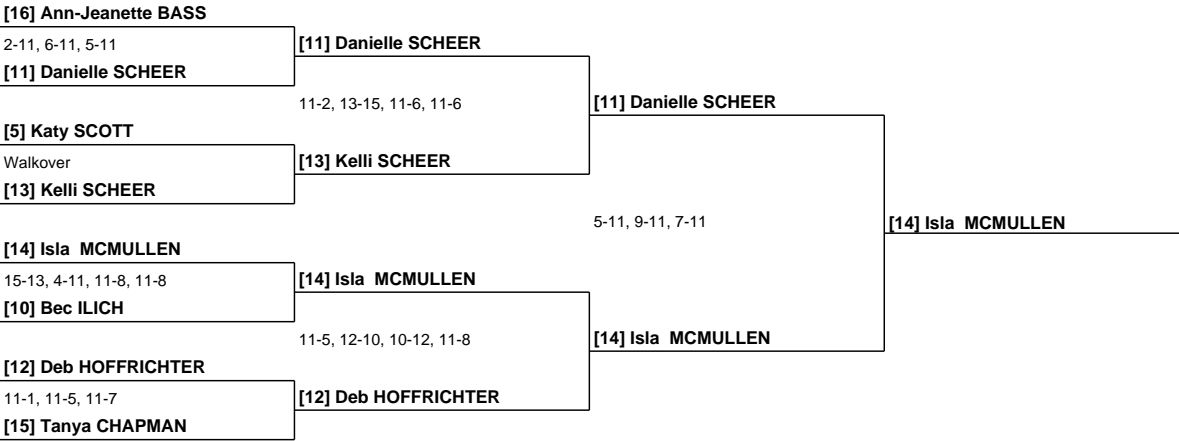 [16] Ann-Jeanette BASS
2-11, 6-11, 5-11
[11] Danielle SCHEER
[11] Danielle SCHEER
11-2, 13-15, 11-6, 11-6
[11] Danielle SCHEER
[5] Katy SCOTT
Walkover
[13] Kelli SCHEER
[13] Kelli SCHEER
5-11, 9-11, 7-11
[14] Isla  MCMULLEN
[14] Isla  MCMULLEN
15-13, 4-11, 11-8, 11-8
[14] Isla  MCMULLEN
[10] Bec ILICH
11-5, 12-10, 10-12, 11-8
[14] Isla  MCMULLEN
[12] Deb HOFFRICHTER
11-1, 11-5, 11-7
[12] Deb HOFFRICHTER
[15] Tanya CHAPMAN